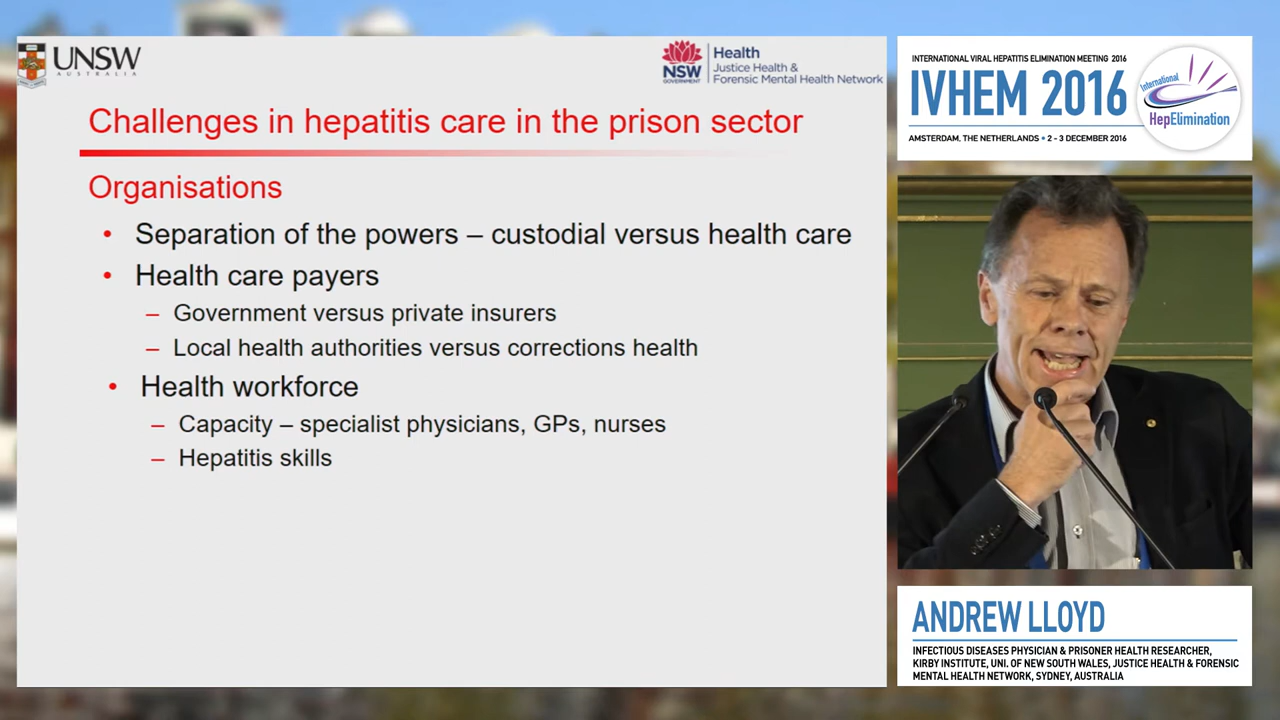 UNSW
AUSTRALIA
NSW
GOVERNMENT
Health
Justice Health &
Forensic Mental Health Network
Challenges in hepatitis care in the prison sector
Organisations
• Separation of the powers – custodial versus health care
• Health care payers
– Government versus private insurers
– Local health authorities versus corrections health
• Health workforce
– Capacity – specialist physicians, GPs, nurses
– Hepatitis skills
INTERNATIONAL VIRAL HEPATITIS ELIMINATION MEETING 2016
IVHEM 2016
AMSTERDAM, THE NETHERLANDS • 2 - 3 DECEMBER 2016
International
HepElimination
ANDREW LLOYD
INFECTIOUS DISEASES PHYSICIAN & PRISONER HEALTH RESEARCHER,
KIRBY INSTITUTE, UNI. OF NEW SOUTH WALES, JUSTICE HEALTH & FORENSIC
MENTAL HEALTH NETWORK, SYDNEY, AUSTRALIA